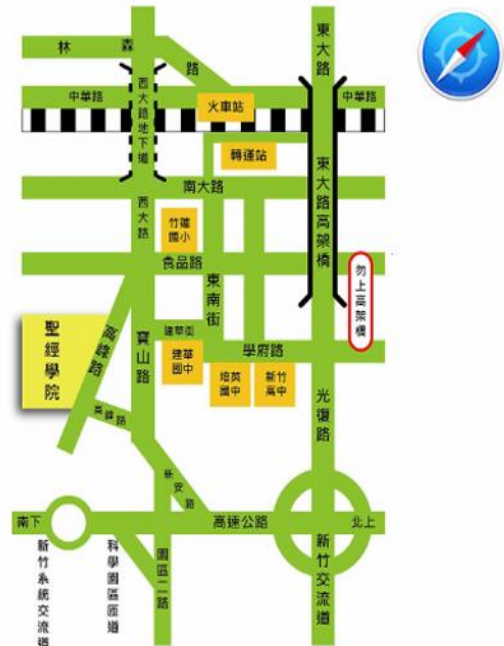 林森路
東大路
中華路
中華路
火車站
西大路地下道
轉運站
東大路高架橋
南大路
西大路
竹蓮
國小
食品路
勿上高架橋
東南街
聖經學院
高峰路
寶山路
建華街
學府路
建華
國中
培英
國中
新竹
高中
光復路
高峰路
新安路
南下
高速公路
北上
新竹系統交流道
科學園區匝道
園區二路
新竹交流道